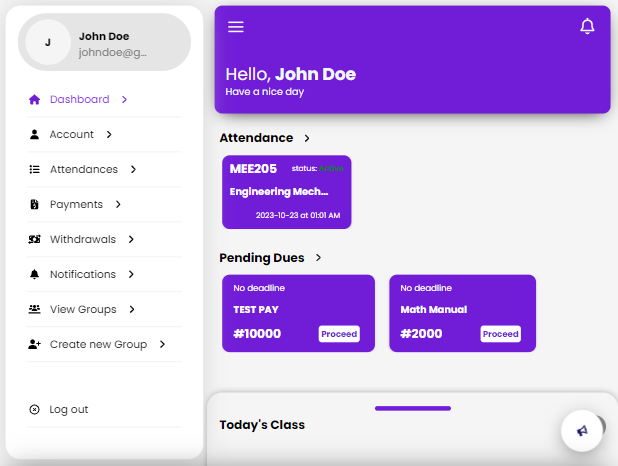 J
John Dow
johndoe@g...
Dashboard
Account
Attendances
Payments
Withdrawals
Notifications
View Groups
Create new Group
Log out
Hello, John Doe
Have a nice day
Attendance
MEE205
status:
Engineering Mech...
2023-10-23 at 01:01 AM
Pending Dues
No deadline
TEST PAY
#10000
Proceed
No deadline
Math Manual
#2000
Proceed
Today's Class